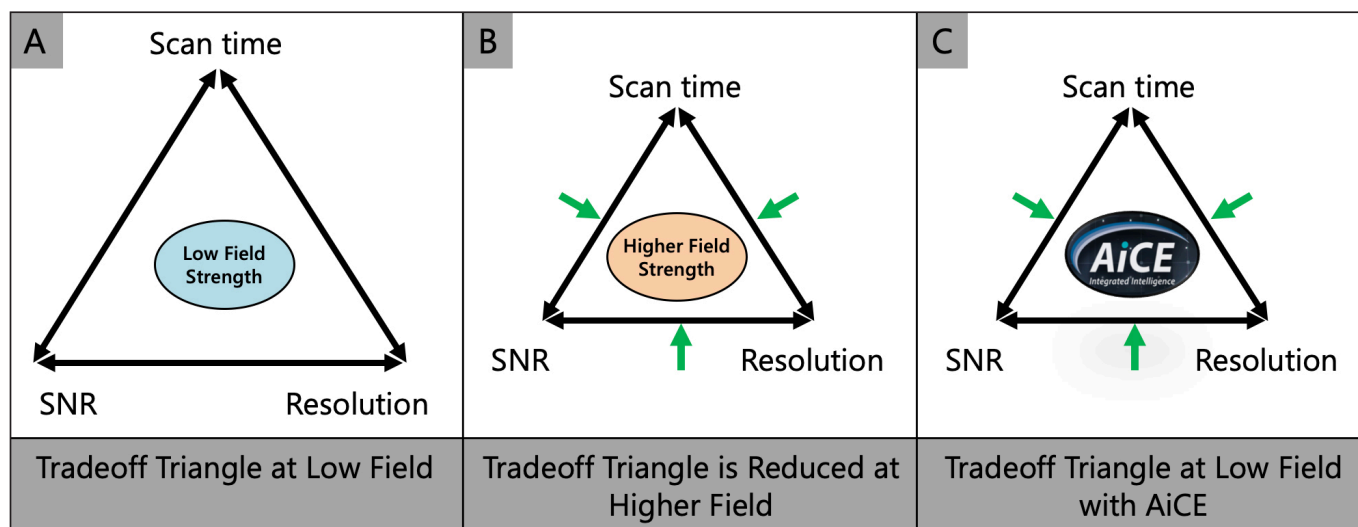 A
Scan time
Low Field
Strength
SNR
Resolution
Tradeoff Triangle at Low Field
B
Scan time
Higher Field
Strength
SNR
Resolution
Tradeoff Triangle is Reduced at
Higher Field
C
Scan time
AiCE
Integrated Intelligence
SNR
Resolution
Tradeoff Triangle at Low Field
with AiCE